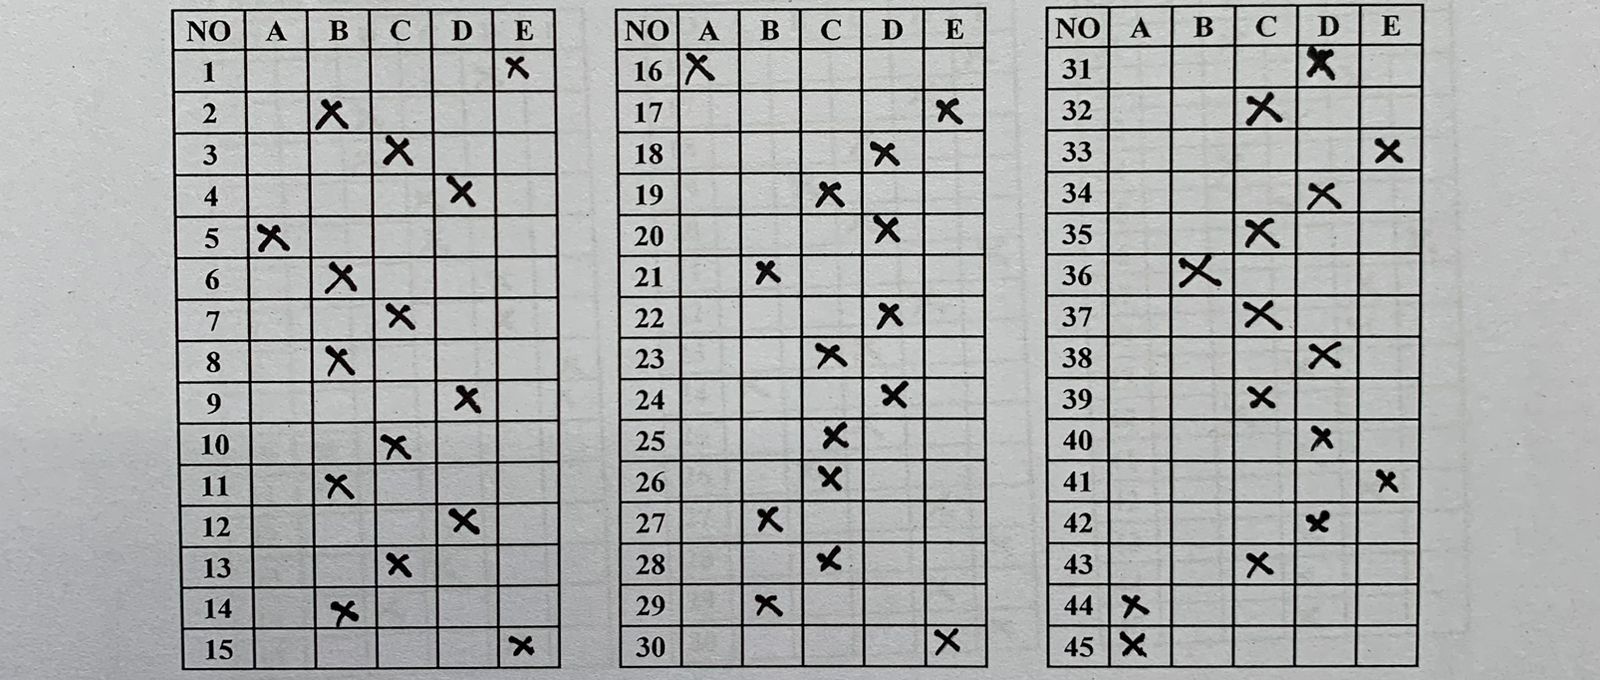 NO A B C D E
1 X
2 X
3 X
4 X
5 X
6 X
7 X
8 X
9 X
10 X
11 X
12 X
13 X
14 X
15 X
NO A B C D E
16 X
17 X
18 X
19 X
20 X
21 X
22 X
23 X
24 X
25 X
26 X
27 X
28 X
29 X
30 X
NO A B C D E
31 X
32 X
33 X
34 X
35 X
36 X
37 X
38 X
39 X
40 X
41 X
42 X
43 X
44 X
45 X